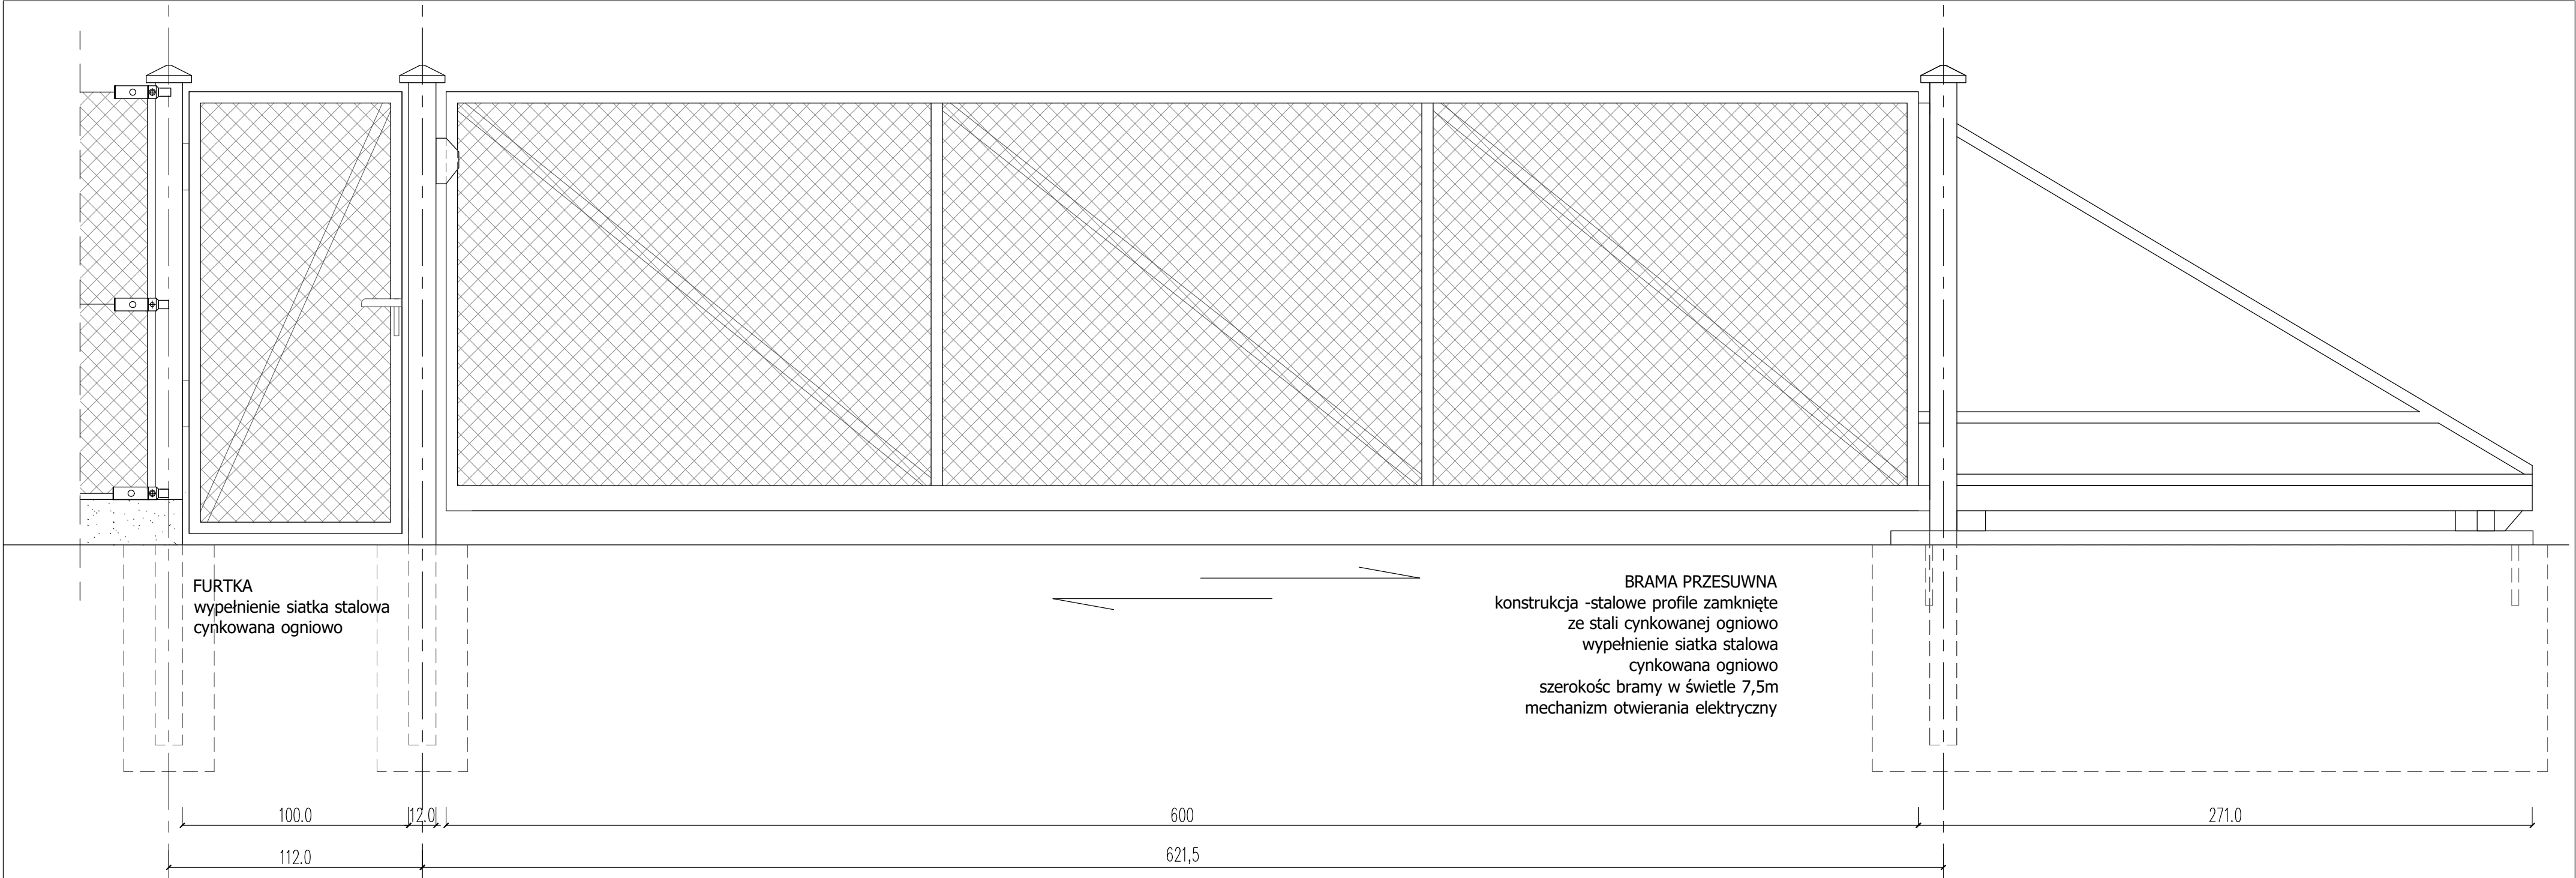 FURTKA
wypełnienie siatka stalowa
cynkowana ogniowo
BRAMA PRZESUWNA
konstrukcja -stalowe profile zamknięte
ze stali cynkowanej ogniowo
wypełnienie siatka stalowa
cynkowana ogniowo
szerokośc bramy w świetle 7,5m
mechanizm otwierania elektryczny
100.0
12.0
600
271.0
112.0
621,5